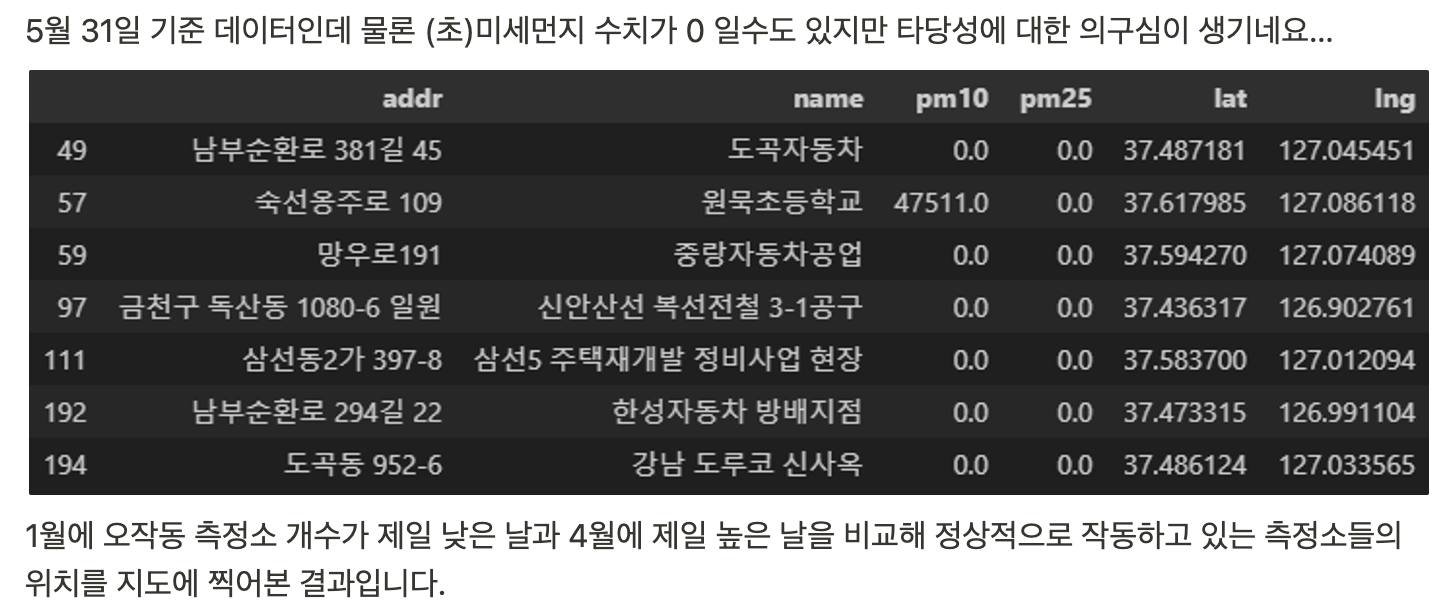 5월 31일 기준 데이터인데 물론 (초)미세먼지 수치가 0 일수도 있지만 타당성에 대한 의구심이 생기네요...
addr name pm10 pm25 lat lng
49 남부순환로 381길 45 도곡자동차 0.0 0.0 37.487181 127.045451
57 숙선옹주로 109 원묵초등학교 47511.0 0.0 37.617985 127.086118
59 망우로191 중랑자동차공업 0.0 0.0 37.594270 127.074089
97 금천구 독산동 1080-6 일원 신안산선 복선전철 3-1공구 0.0 0.0 37.436317 126.902761
111 삼선동2가 397-8 삼선5 주택재개발 정비사업 현장 0.0 0.0 37.583700 127.012094
192 남부순환로 294길 22 한성자동차 방배지점 0.0 0.0 37.473315 126.991104
194 도곡동 952-6 강남 도루코 신사옥 0.0 0.0 37.486124 127.033565
1월에 오작동 측정소 개수가 제일 낮은 날과 4월에 제일 높은 날을 비교해 정상적으로 작동하고 있는 측정소들의
위치를 지도에 찍어본 결과입니다.